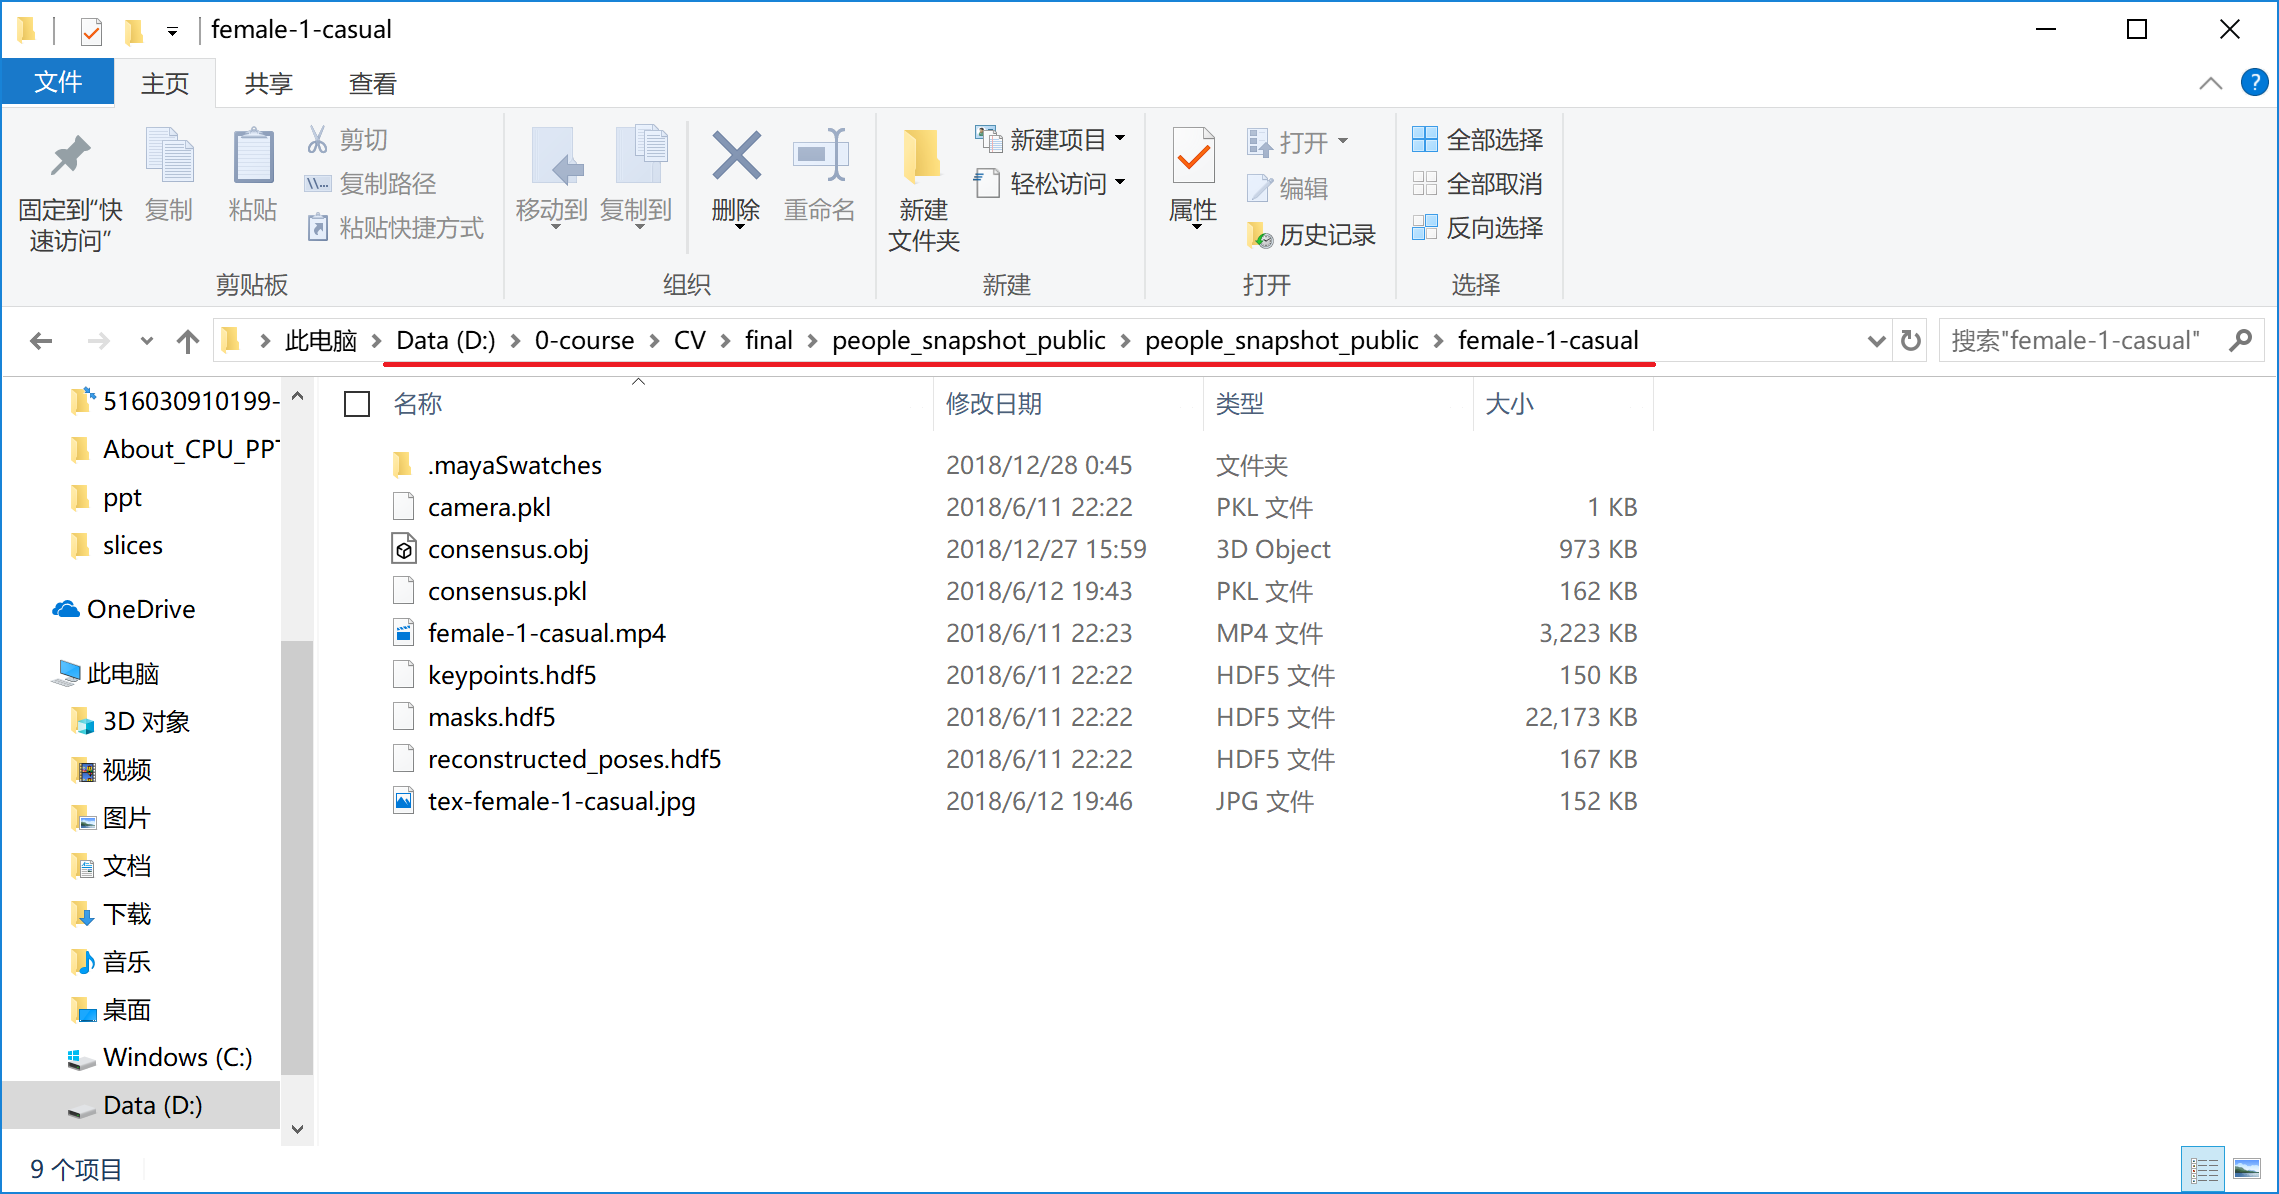 female-1-casual
文件 主页 共享 查看
固定到"快速访问"
复制
粘贴
剪切
复制路径
粘贴快捷方式
剪贴板
移动到
复制到
删除
重命名
组织
新建文件夹
新建项目
轻松访问
新建
属性
打开
编辑
历史记录
打开
全部选择
全部取消
反向选择
选择
此电脑 > Data (D:) > 0-course > CV > final > people_snapshot_public > people_snapshot_public > female-1-casual
搜索"female-1-casual"
516030910199-
About_CPU_PPT
ppt
slices
OneDrive
此电脑
3D 对象
视频
图片
文档
下载
音乐
桌面
Windows (C:)
Data (D:)
名称 修改日期 类型 大小
.mayaSwatches 2018/12/28 0:45 文件夹
camera.pkl 2018/6/11 22:22 PKL 文件 1 KB
consensus.obj 2018/12/27 15:59 3D Object 973 KB
consensus.pkl 2018/6/12 19:43 PKL 文件 162 KB
female-1-casual.mp4 2018/6/11 22:23 MP4 文件 3,223 KB
keypoints.hdf5 2018/6/11 22:22 HDF5 文件 150 KB
masks.hdf5 2018/6/11 22:22 HDF5 文件 22,173 KB
reconstructed_poses.hdf5 2018/6/11 22:22 HDF5 文件 167 KB
tex-female-1-casual.jpg 2018/6/12 19:46 JPG 文件 152 KB
9 个项目